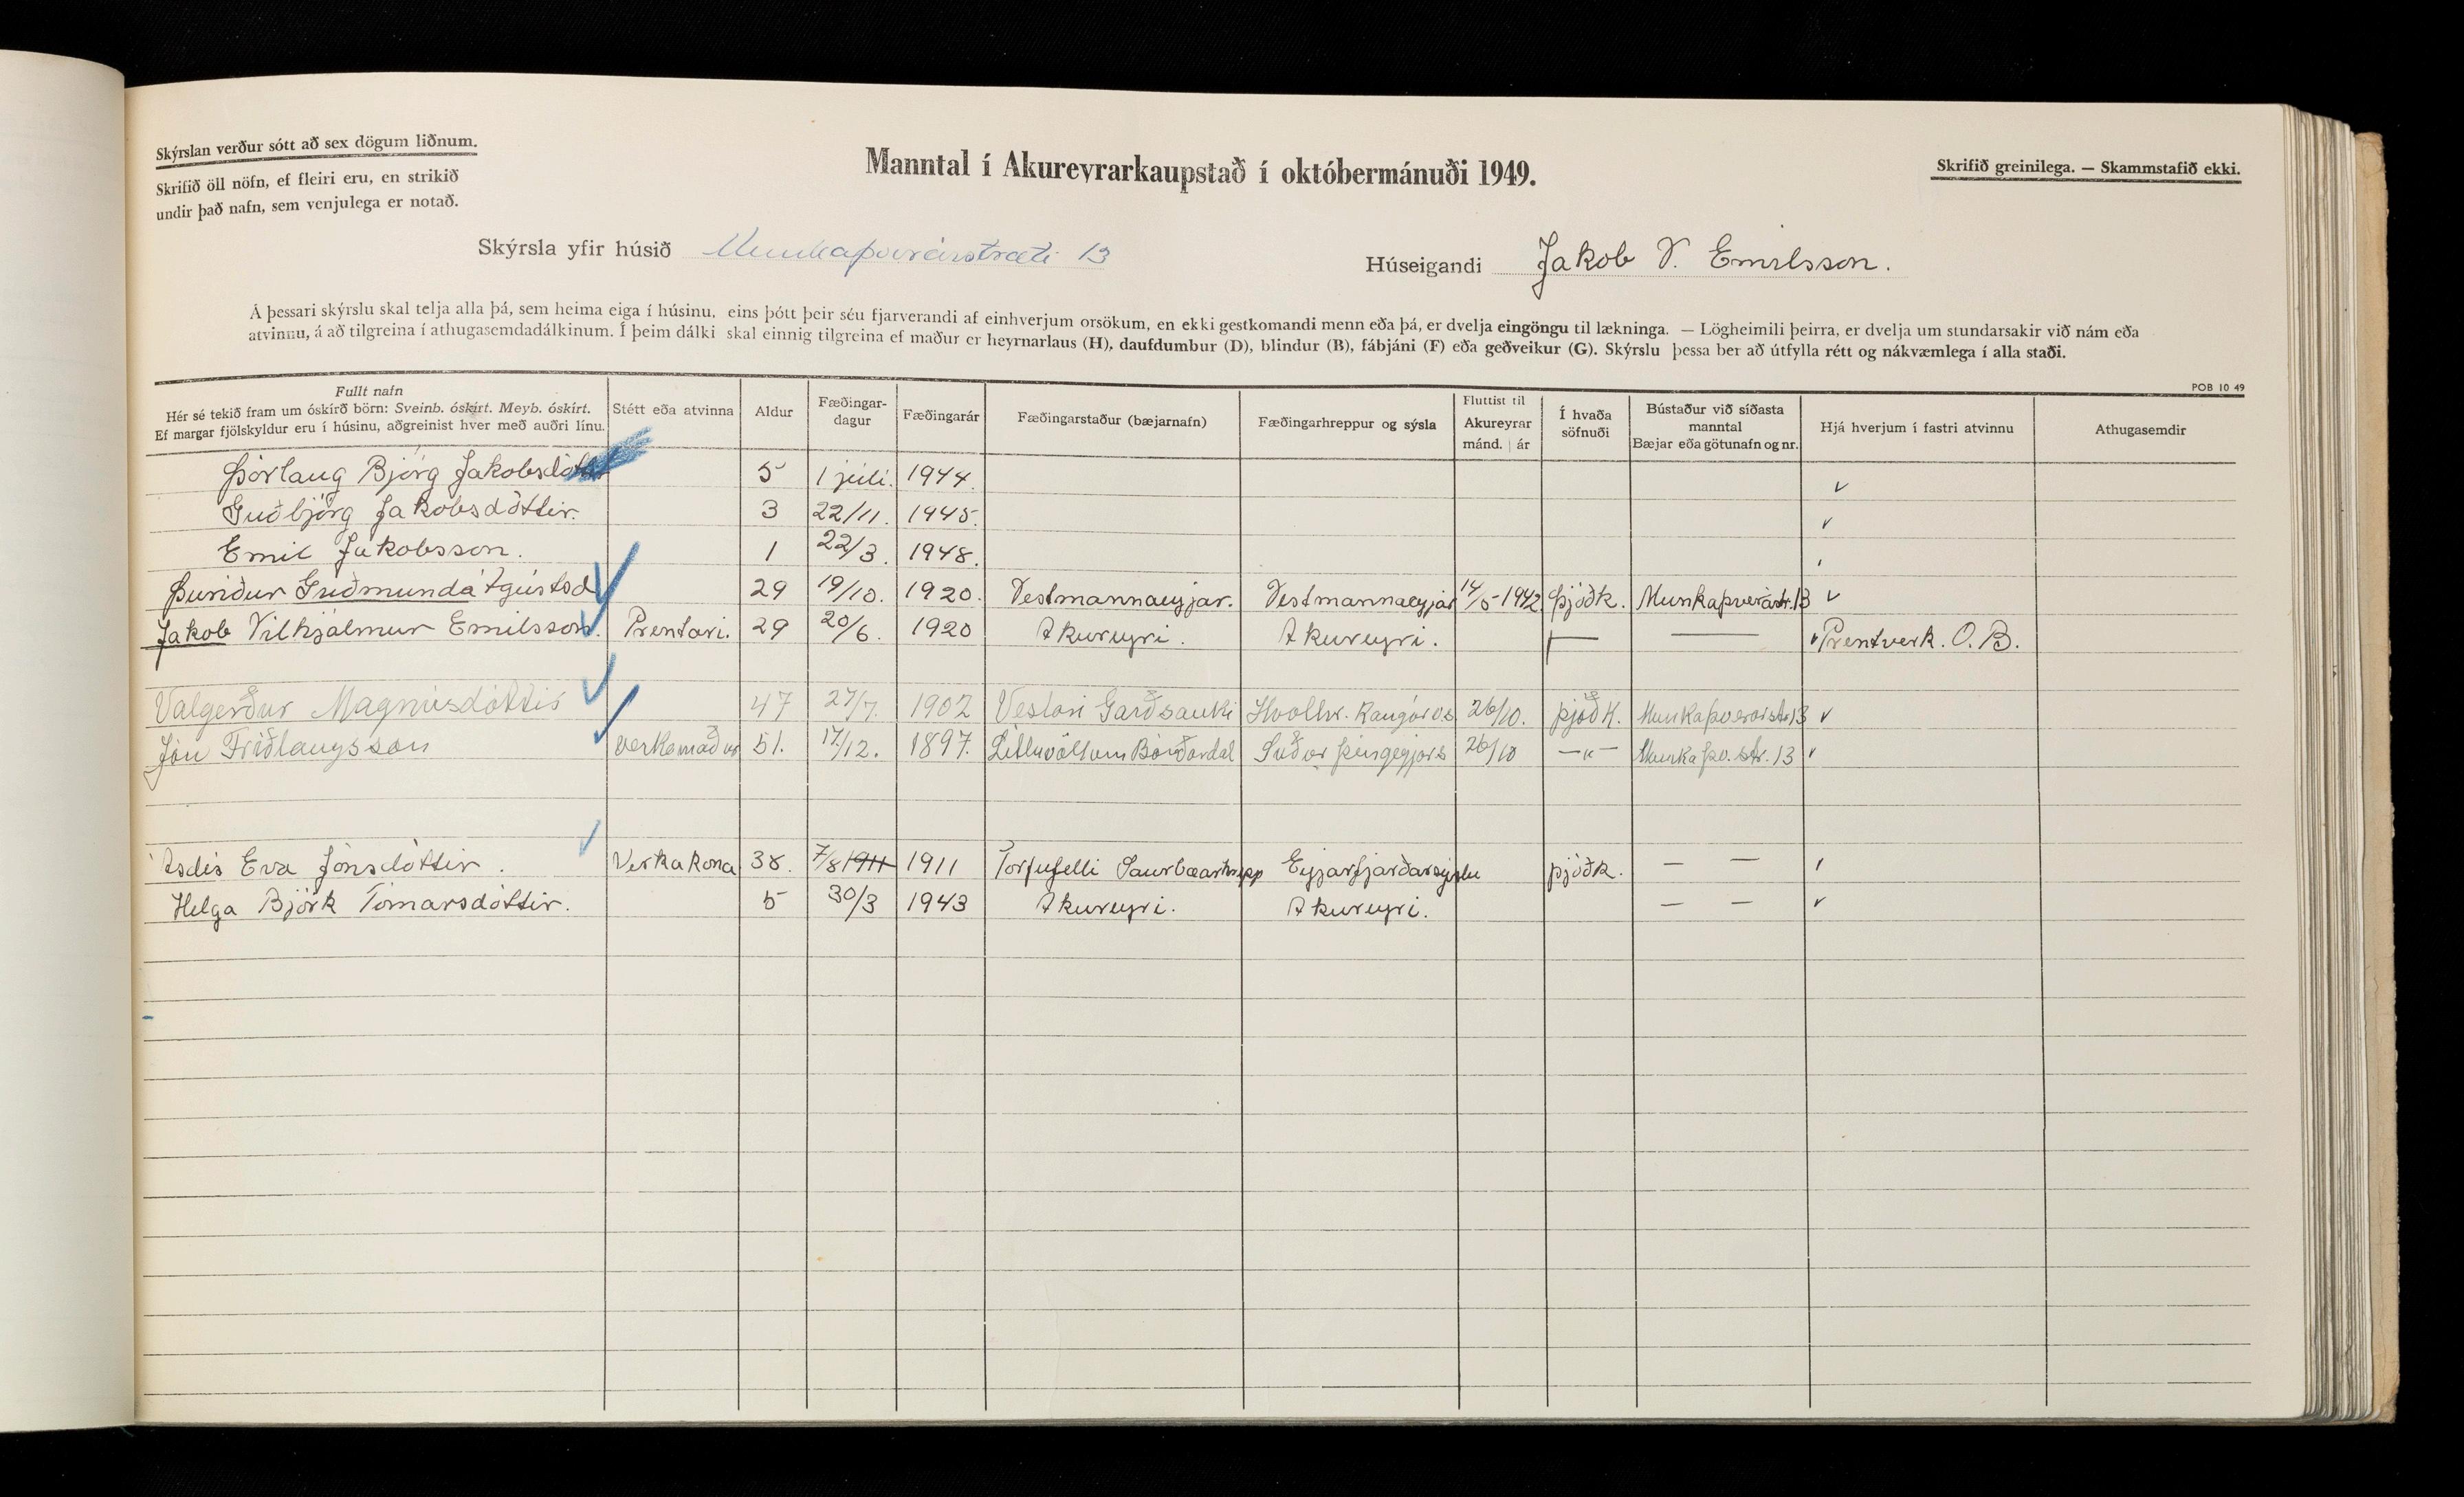 Skýrslan verður sótt að sex dögum liðnum.
Skrifið öll nöfn, ef fleiri eru, en strikið
undir það nafn, sem venjulega er notað.
Manntal í Akureyrarkaupstað í októbermánuði 1949.
Skrifið greinilega. — Skammstafið ekki.
Skýrsla yfir húsið Munkaþverárstræti 13
Húseigandi Jakob V. Emilsson.
Á þessari skýrslu skal telja alla þá, sem heima eiga í húsinu, eins þótt þeir séu fjarverandi af einhverjum orsökum, en ekki gestkomandi menn eða þá, er dvelja eingöngu til lækninga. — Lögheimili þeirra, er dvelja um stundarsakir við nám eða
atvinnu, á að tilgreina í athugasemdadálkinum. Í þeim dálki skal einnig tilgreina ef maður er heyrnarlaus (H), daufdumbur (D), blindur (B), fábjáni (F) eða geðveikur (G). Skýrslu þessa ber að útfylla rétt og nákvæmlega í alla staði.
POB 10 49
Fullt nafn
Hér sé tekið fram um óskírð börn: Sveinb. óskírt. Meyb. óskírt.
Ef margar fjölskyldur eru í húsinu, aðgreinist hver með auðri línu.
Stétt eða atvinna
Aldur
Fæðingar-
dagur
Fæðingarár
Fæðingarstaður (bæjarnafn)
Fæðingarhreppur og sýsla
Fluttist til
Akureyrar
mánd. | ár
Í hvaða
söfnuði
Bústaður við síðasta
manntal
Bæjar eða götunafn og nr.
Hjá hverjum í fastri atvinnu
Athugasemdir
Þórlaug Björg Jakobsdóttir 5 1 júlí. 1944.
Guðbjörg Jakobsdóttir. 3 22/11. 1945.
Emil Jakobsson. 1 22/3. 1948.
Þuríður Guðmunda Ágústsd 29 19/10. 1920. Vestmannaeyjar. Vestmannaeyjar 14/5-1942 Þjóðk. Munkaþverárstr. 13
Jakob Vilhjálmur Emilsson. Prentari. 29 20/6. 1920 Akureyri. Akureyri. — — Prentverk. O. B.
Valgerður Magnúsdóttir 47 27/7. 1902 Vestari Garðsauki Hvolhr. Rangárvs 26/10. þjóðk. Munkaþverárstr 13
Jón Friðlaugsson verkamaður 51. 17/12. 1897. Litluvöllum Bárðardal Suður þingeyjars 26/10 —"— Munkaþv. str. 13
Ásdís Eva Jónsdóttir. Verkakona 38. 7/8 1911 1911 Torfufelli Saurbæarhrepp Eyjarfjarðarsýslu þjóðk. — —
Helga Björk Tómarsdóttir. 5 30/3 1943 Akureyri. Akureyri. — —